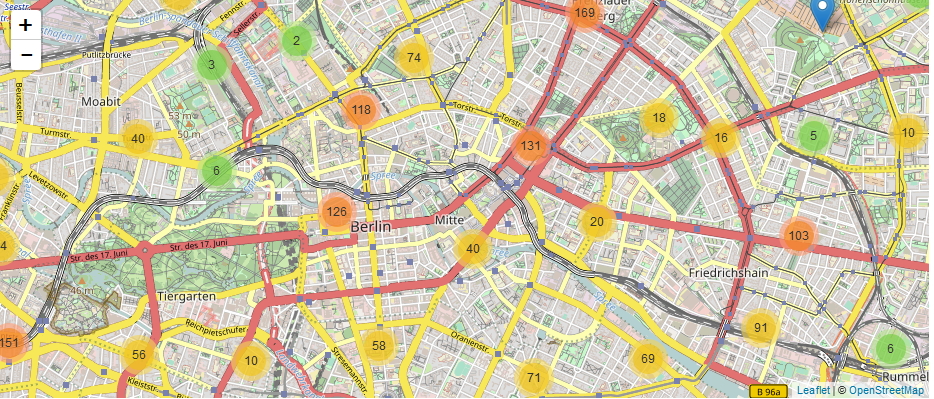 +
−
Seestr.
Fennstr.
Sellerstr.
169
2
3
Putlitzbrücke
74
Moabit
118
Torstr.
Torstr.
Beusselstr.
53 m
50 m
Turmstr.
40
131
18
16
5
10
6
Levetzowstr.
Franklinstr.
Spree
126
Berlin
Mitte
20
103
4
40
Str. des 17. Juni
Str. des 17. Juni
Friedrichshain
46 m
Tiergarten
Reichpietschufer
151
56
10
58
Stresemannstr.
Oranienstr.
71
69
91
6
Kleiststr.
Rummel
B 96a
Leaflet | © OpenStreetMap